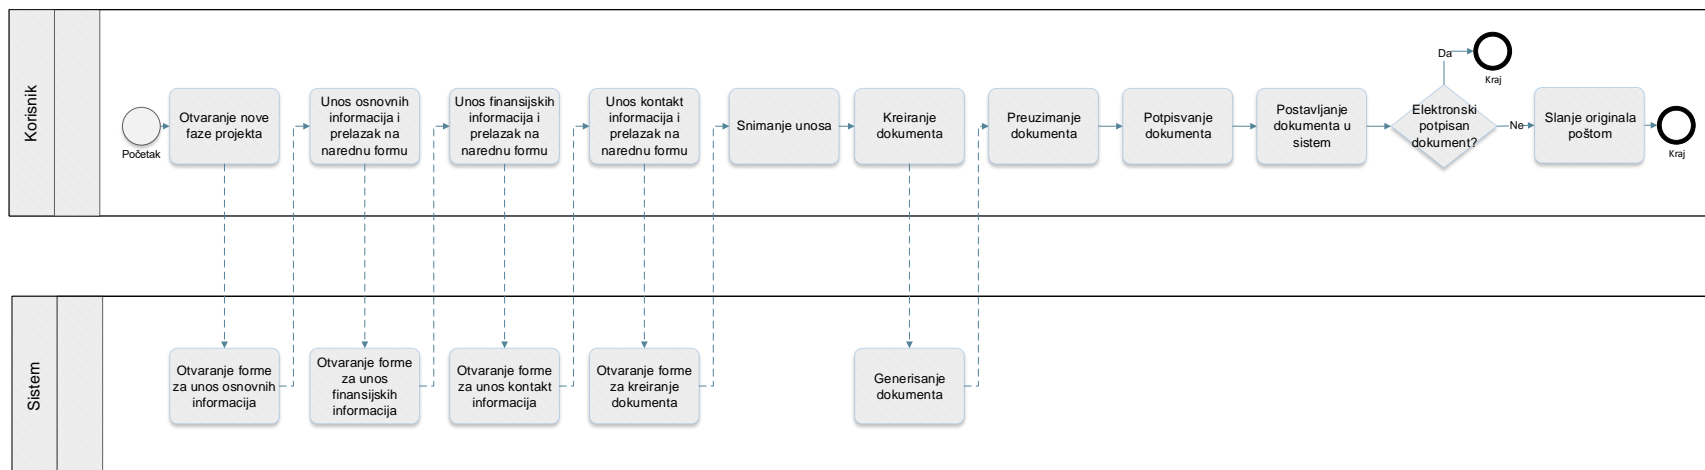 Korisnik
Početak
Otvaranje nove
faze projekta
Unos osnovnih
informacija i
prelazak na
narednu formu
Unos finansijskih
informacija i
prelazak na
narednu formu
Unos kontakt
informacija i
prelazak na
narednu formu
Snimanje unosa
Kreiranje
dokumenta
Preuzimanje
dokumenta
Potpisvanje
dokumenta
Postavljanje
dokumenta u
sistem
Elektronski
potpisan
dokument?
Da
Kraj
Ne
Slanje originala
poštom
Kraj
Sistem
Otvaranje forme
za unos osnovnih
informacija
Otvaranje forme
za unos
finansijskih
informacija
Otvaranje forme
za unos kontakt
informacija
Otvaranje forme
za kreiranje
dokumenta
Generisanje
dokumenta